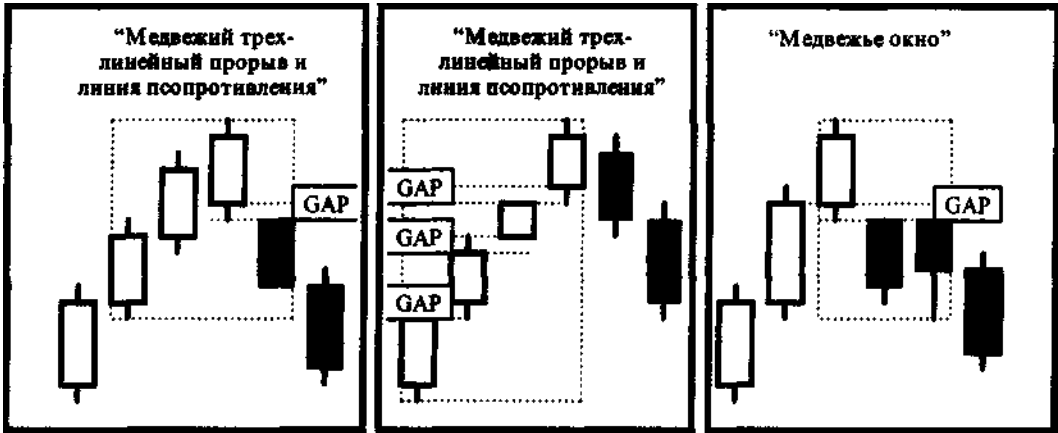 “Медвежий трех-
линейный прорыв и
линия псопротивления”
GAP
“Медвежий трех-
линейный прорыв и
линия псопротивления”
GAP
GAP
GAP
“Медвежье окно”
GAP